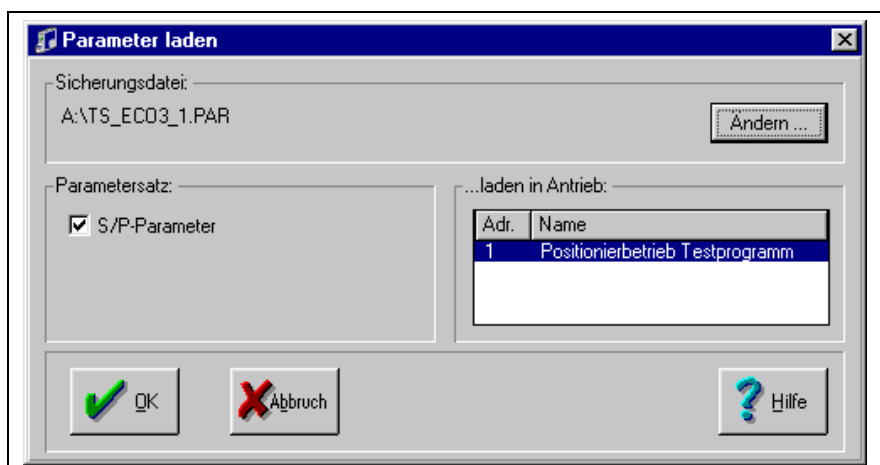 Parameter laden
Sicherungsdatei:
A:\TS_ECO3_1.PAR
Ändern ...
Parametersatz:
S/P-Parameter
...laden in Antrieb:
Adr. Name
1 Positionierbetrieb Testprogramm
OK
Abbruch
Hilfe